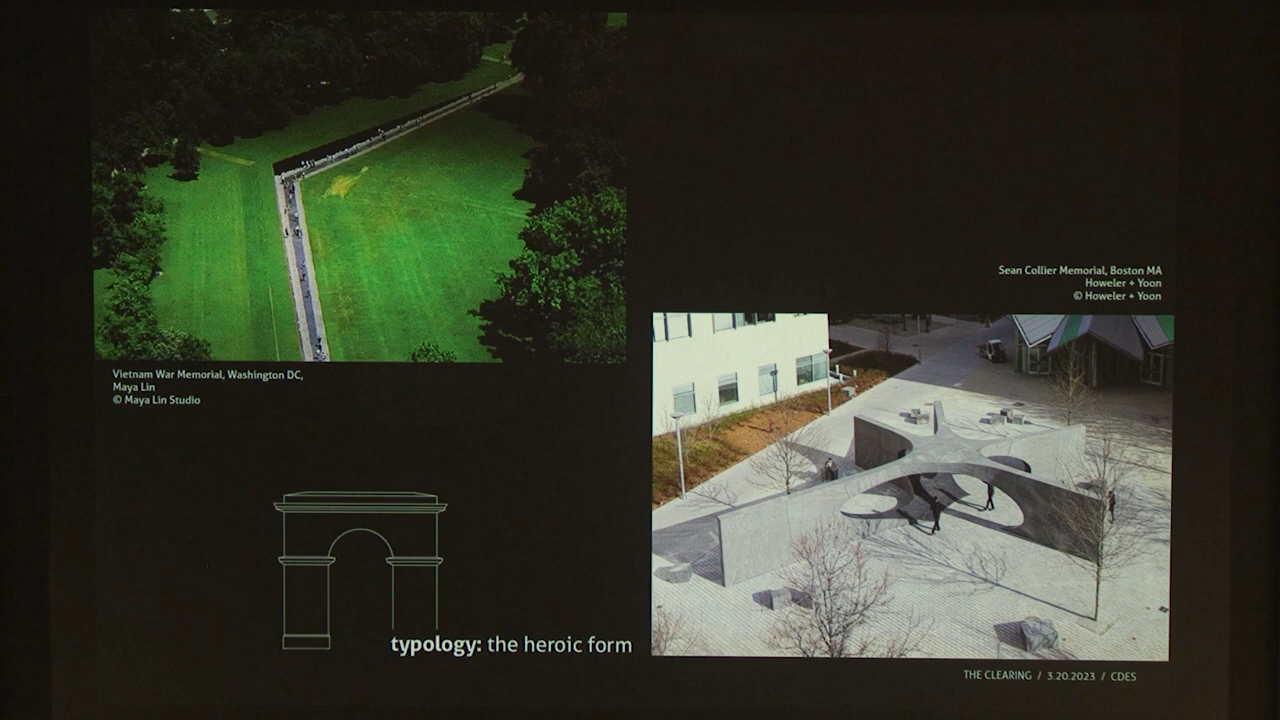 Vietnam War Memorial, Washington DC,
Maya Lin
© Maya Lin Studio
Sean Collier Memorial, Boston MA
Howeler + Yoon
© Howeler + Yoon
typology: the heroic form
THE CLEARING / 3.20.2023 / CDES